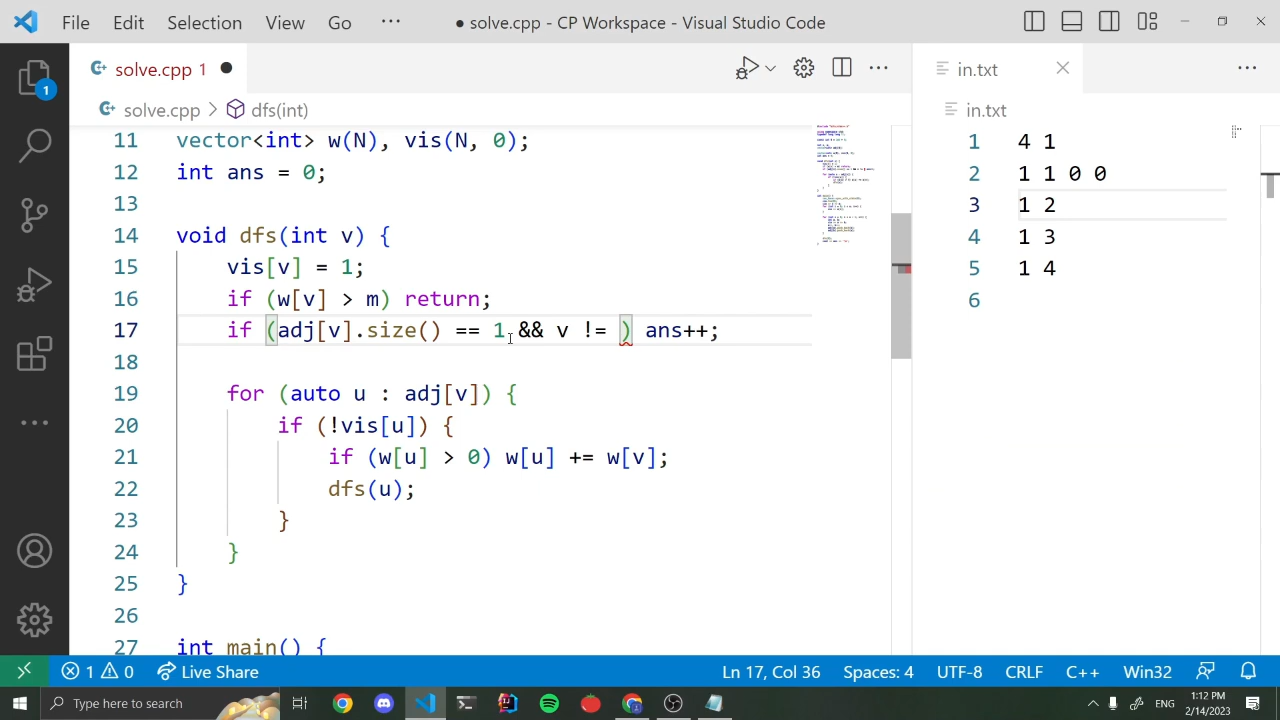 File Edit Selection View Go ··· ● solve.cpp - CP Workspace - Visual Studio Code
solve.cpp 1 ●
in.txt
solve.cpp > dfs(int)
in.txt
vector<int> w(N), vis(N, 0);
12 int ans = 0;
13
14 void dfs(int v) {
15 vis[v] = 1;
16 if (w[v] > m) return;
17 if (adj[v].size() == 1 && v != ) ans++;
18
19 for (auto u : adj[v]) {
20 if (!vis[u]) {
21 if (w[u] > 0) w[u] += w[v];
22 dfs(u);
23 }
24 }
25 }
26
27 int main() {
1 4 1
2 1 1 0 0
3 1 2
4 1 3
5 1 4
6
1
1 0 Live Share Ln 17, Col 36 Spaces: 4 UTF-8 CRLF C++ Win32
Type here to search
ENG
1:12 PM
2/14/2023